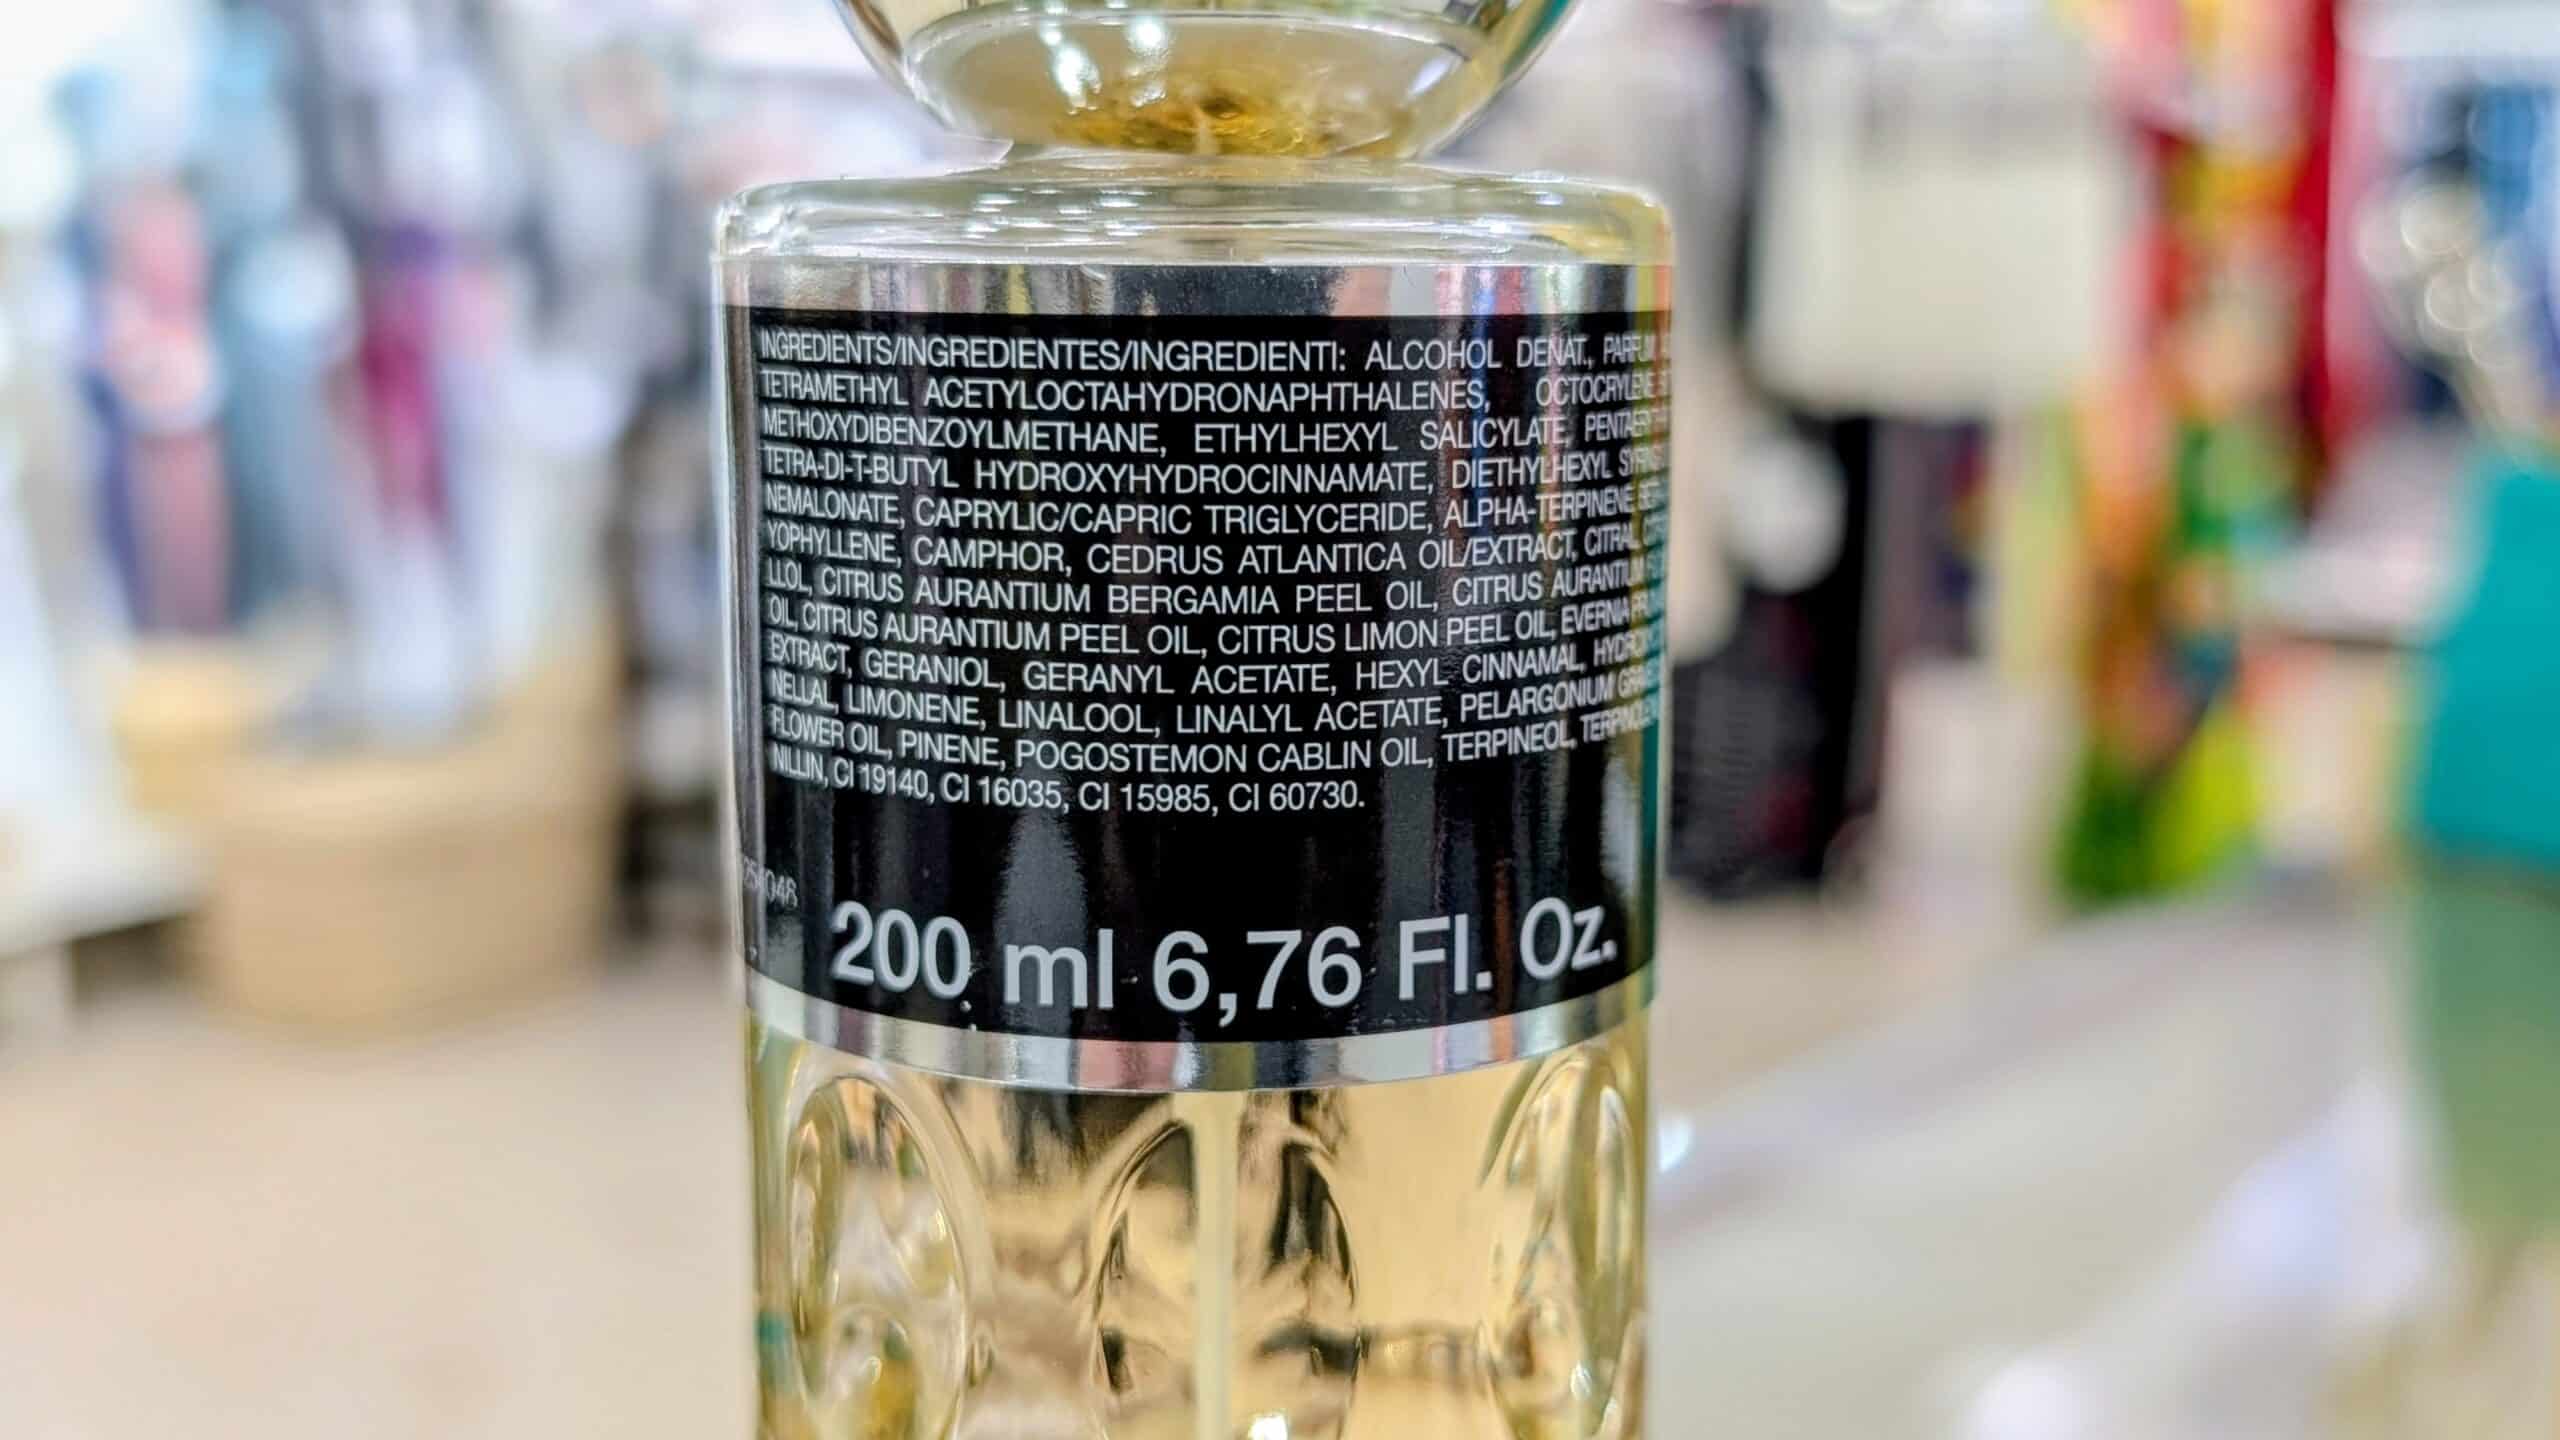 INGREDIENTS/INGREDIENTES/INGREDIENTI: ALCOHOL DENAT., PARFUM
TETRAMETHYL ACETYLOCTAHYDRONAPHTHALENES, OCTOCRYLENE
METHOXYDIBENZOYLMETHANE, ETHYLHEXYL SALICYLATE,
TETRA-DI-T-BUTYL HYDROXYHYDROCINNAMATE, DIETHYLHEXYL
NEMALONATE, CAPRYLIC/CAPRIC TRIGLYCERIDE, ALPHA-TERPINENE,
YOPHYLLENE, CAMPHOR, CEDRUS ATLANTICA OIL/EXTRACT, CITRAL,
LLOL, CITRUS AURANTIUM BERGAMIA PEEL OIL, CITRUS AURANTIUM
OIL, CITRUS AURANTIUM PEEL OIL, CITRUS LIMON PEEL OIL, EVERNIA
EXTRACT, GERANIOL, GERANYL ACETATE, HEXYL CINNAMAL,
NELLAL, LIMONENE, LINALOOL, LINALYL ACETATE, PELARGONIUM
FLOWER OIL, PINENE, POGOSTEMON CABLIN OIL, TERPINEOL,
NILLIN, CI 19140, CI 16035, CI 15985, CI 60730.
200 ml 6,76 Fl. Oz.